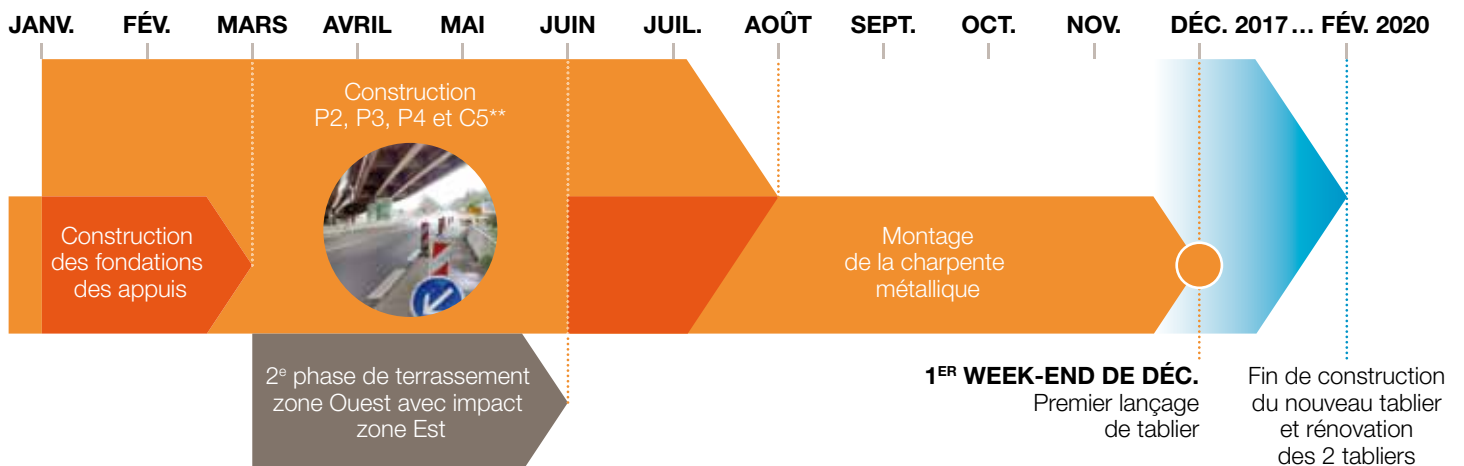 JANV. FÉV. MARS AVRIL MAI JUIN JUIL. AOÛT SEPT. OCT. NOV. DÉC. 2017... FÉV. 2020
Construction
P2, P3, P4 et C5**
Construction
des fondations
des appuis
Montage
de la charpente
métallique
2e phase de terrassement
zone Ouest avec impact
zone Est
1ER WEEK-END DE DÉC.
Premier lançage
de tablier
Fin de construction
du nouveau tablier
et rénovation
des 2 tabliers